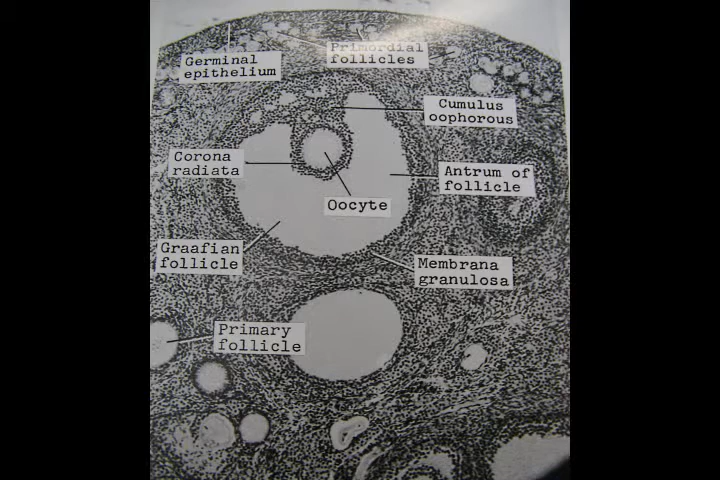 Primordial
follicles
Germinal
epithelium
Cumulus
oophorous
Corona
radiata
Antrum of
follicle
Oocyte
Graafian
follicle
Membrana
granulosa
Primary
follicle